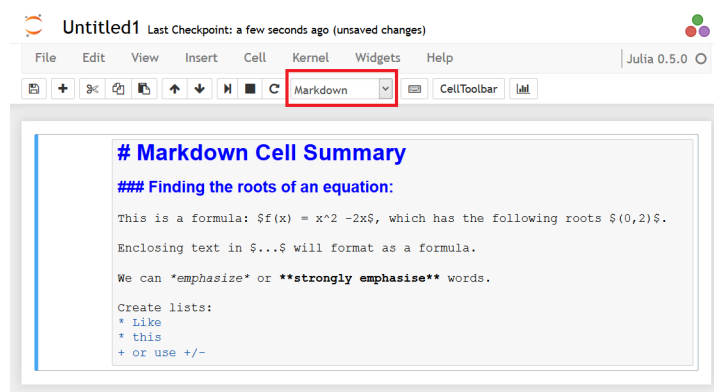 Untitled1 Last Checkpoint: a few seconds ago (unsaved changes)
File Edit View Insert Cell Kernel Widgets Help Julia 0.5.0
Markdown CellToolbar
# Markdown Cell Summary
### Finding the roots of an equation:
This is a formula: $f(x) = x^2 -2x$, which has the following roots $(0,2)$.
Enclosing text in $...$ will format as a formula.
We can *emphasize* or **strongly emphasise** words.
Create lists:
* Like
* this
+ or use +/-